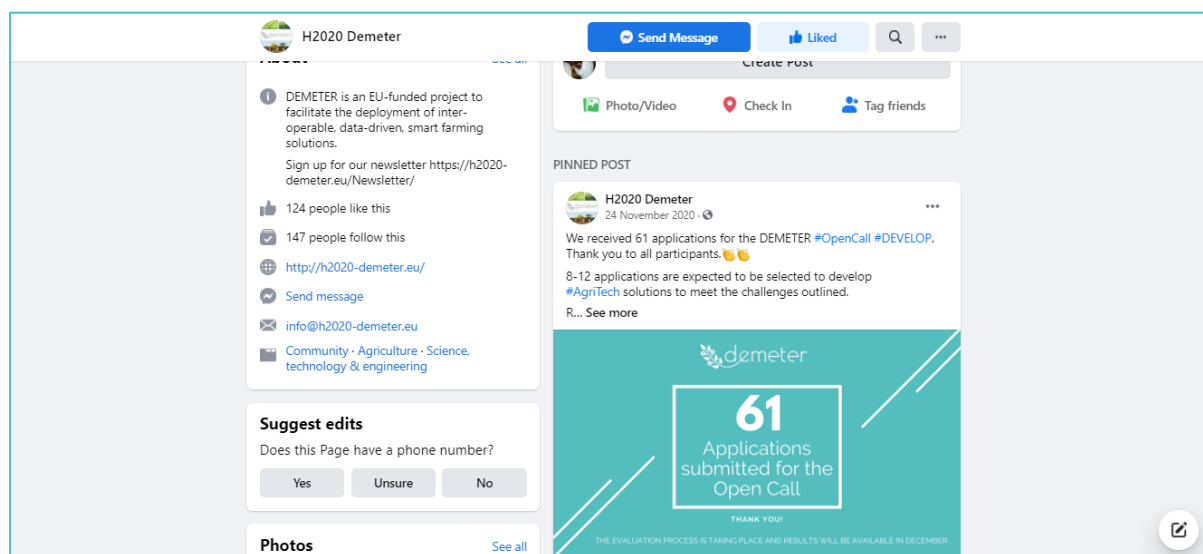 H2020 Demeter
Send Message
Liked
About
See all
DEMETER is an EU-funded project to
facilitate the deployment of inter-
operable, data-driven, smart farming
solutions.
Sign up for our newsletter https://h2020-
demeter.eu/Newsletter/
124 people like this
147 people follow this
http://h2020-demeter.eu/
Send message
info@h2020-demeter.eu
Community · Agriculture · Science,
technology & engineering
Suggest edits
Does this Page have a phone number?
Yes
Unsure
No
Photos
See all
Create Post
Photo/Video
Check In
Tag friends
PINNED POST
H2020 Demeter
24 November 2020 ·
We received 61 applications for the DEMETER #OpenCall #DEVELOP.
Thank you to all participants.👏👏
8-12 applications are expected to be selected to develop
#AgriTech solutions to meet the challenges outlined.
R... See more
demeter
61
Applications
submitted for the
Open Call
THANK YOU!
THE EVALUATION PROCESS IS TAKING PLACE AND RESULTS WILL BE AVAILABLE IN DECEMBER